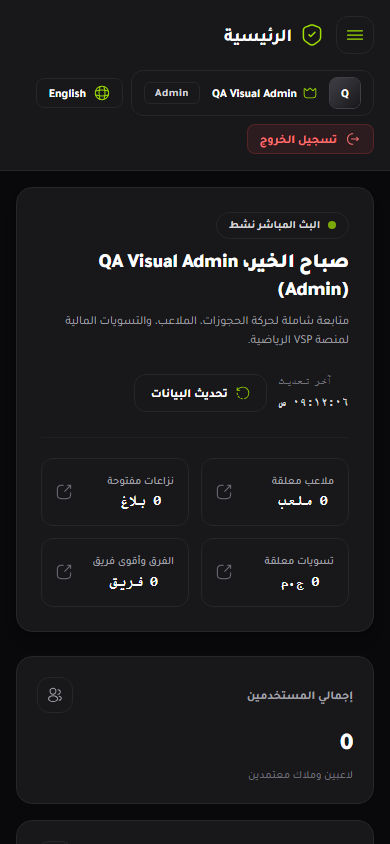 الرئيسية
Q
QA Visual Admin
Admin
English
تسجيل الخروج
البث المباشر نشط
صباح الخير، QA Visual Admin
(Admin)
متابعة شاملة لحركة الحجوزات، الملاعب، والتسويات المالية
لمنصة VSP الرياضية.
آخر تحديث
٠٩:١٢:٠٦ ص
تحديث البيانات
ملاعب معلقة
0 ملعب
نزاعات مفتوحة
0 بلاغ
تسويات معلقة
0 ج.م
الفرق وأقوى فريق
0 فريق
إجمالي المستخدمين
0
لاعبين وملاك معتمدين